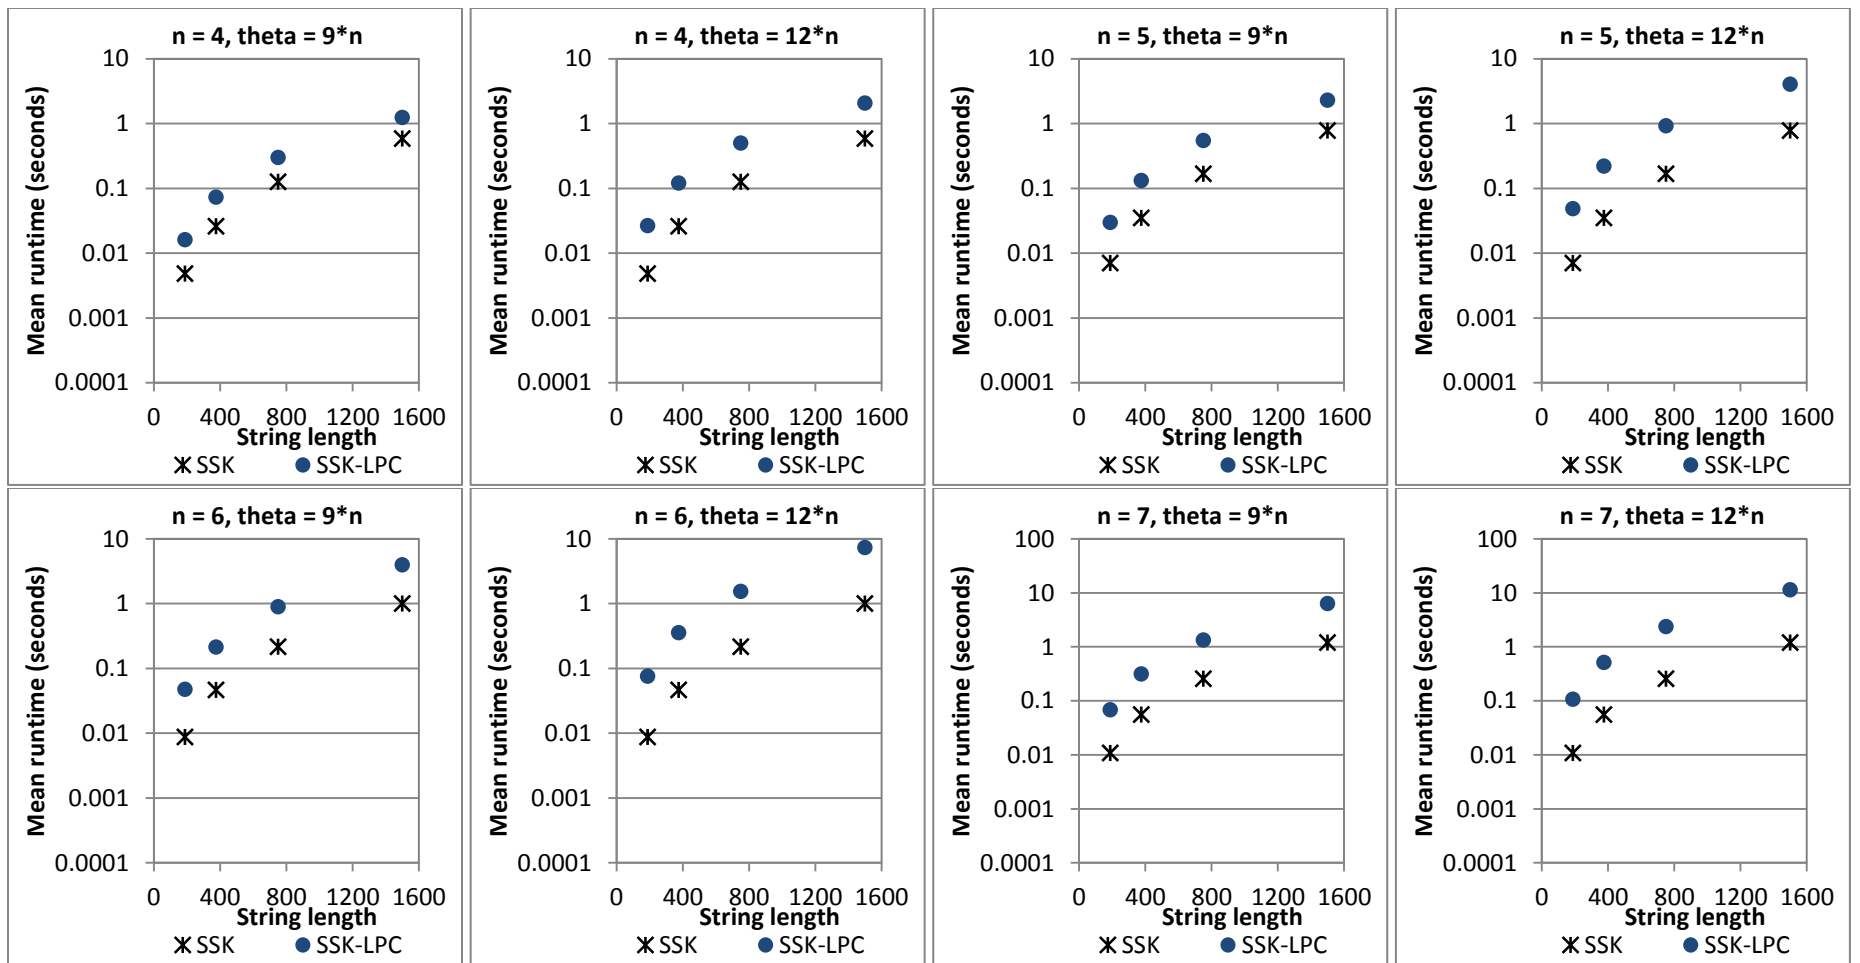 n = 4, theta = 9*n
Mean runtime (seconds)
10
1
0.1
0.01
0.001
0.0001
0 400 800 1200 1600
String length
SSK SSK-LPC
n = 4, theta = 12*n
Mean runtime (seconds)
10
1
0.1
0.01
0.001
0.0001
0 400 800 1200 1600
String length
SSK SSK-LPC
n = 5, theta = 9*n
Mean runtime (seconds)
10
1
0.1
0.01
0.001
0.0001
0 400 800 1200 1600
String length
SSK SSK-LPC
n = 5, theta = 12*n
Mean runtime (seconds)
10
1
0.1
0.01
0.001
0.0001
0 400 800 1200 1600
String length
SSK SSK-LPC
n = 6, theta = 9*n
Mean runtime (seconds)
10
1
0.1
0.01
0.001
0.0001
0 400 800 1200 1600
String length
SSK SSK-LPC
n = 6, theta = 12*n
Mean runtime (seconds)
10
1
0.1
0.01
0.001
0.0001
0 400 800 1200 1600
String length
SSK SSK-LPC
n = 7, theta = 9*n
Mean runtime (seconds)
100
10
1
0.1
0.01
0.001
0.0001
0 400 800 1200 1600
String length
SSK SSK-LPC
n = 7, theta = 12*n
Mean runtime (seconds)
100
10
1
0.1
0.01
0.001
0.0001
0 400 800 1200 1600
String length
SSK SSK-LPC